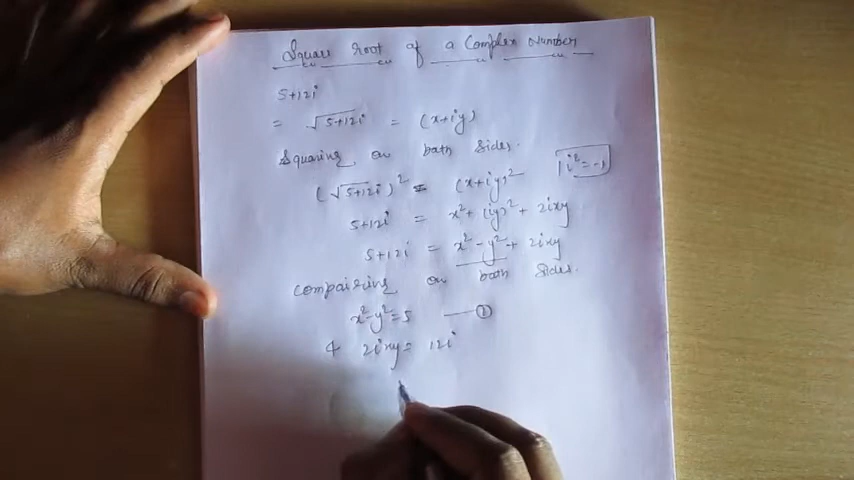 Square root of a Complex Number
5+12i
= √5+12i = (x+iy)
Squaring on both sides.
|i²=-1
(√5+12i)² = (x+iy)²
5+12i = x²+(iy)²+2ixy
5+12i = x²-y²+2ixy
Compairing on both sides.
x²-y²=5 —①
& 2ixy= 12i